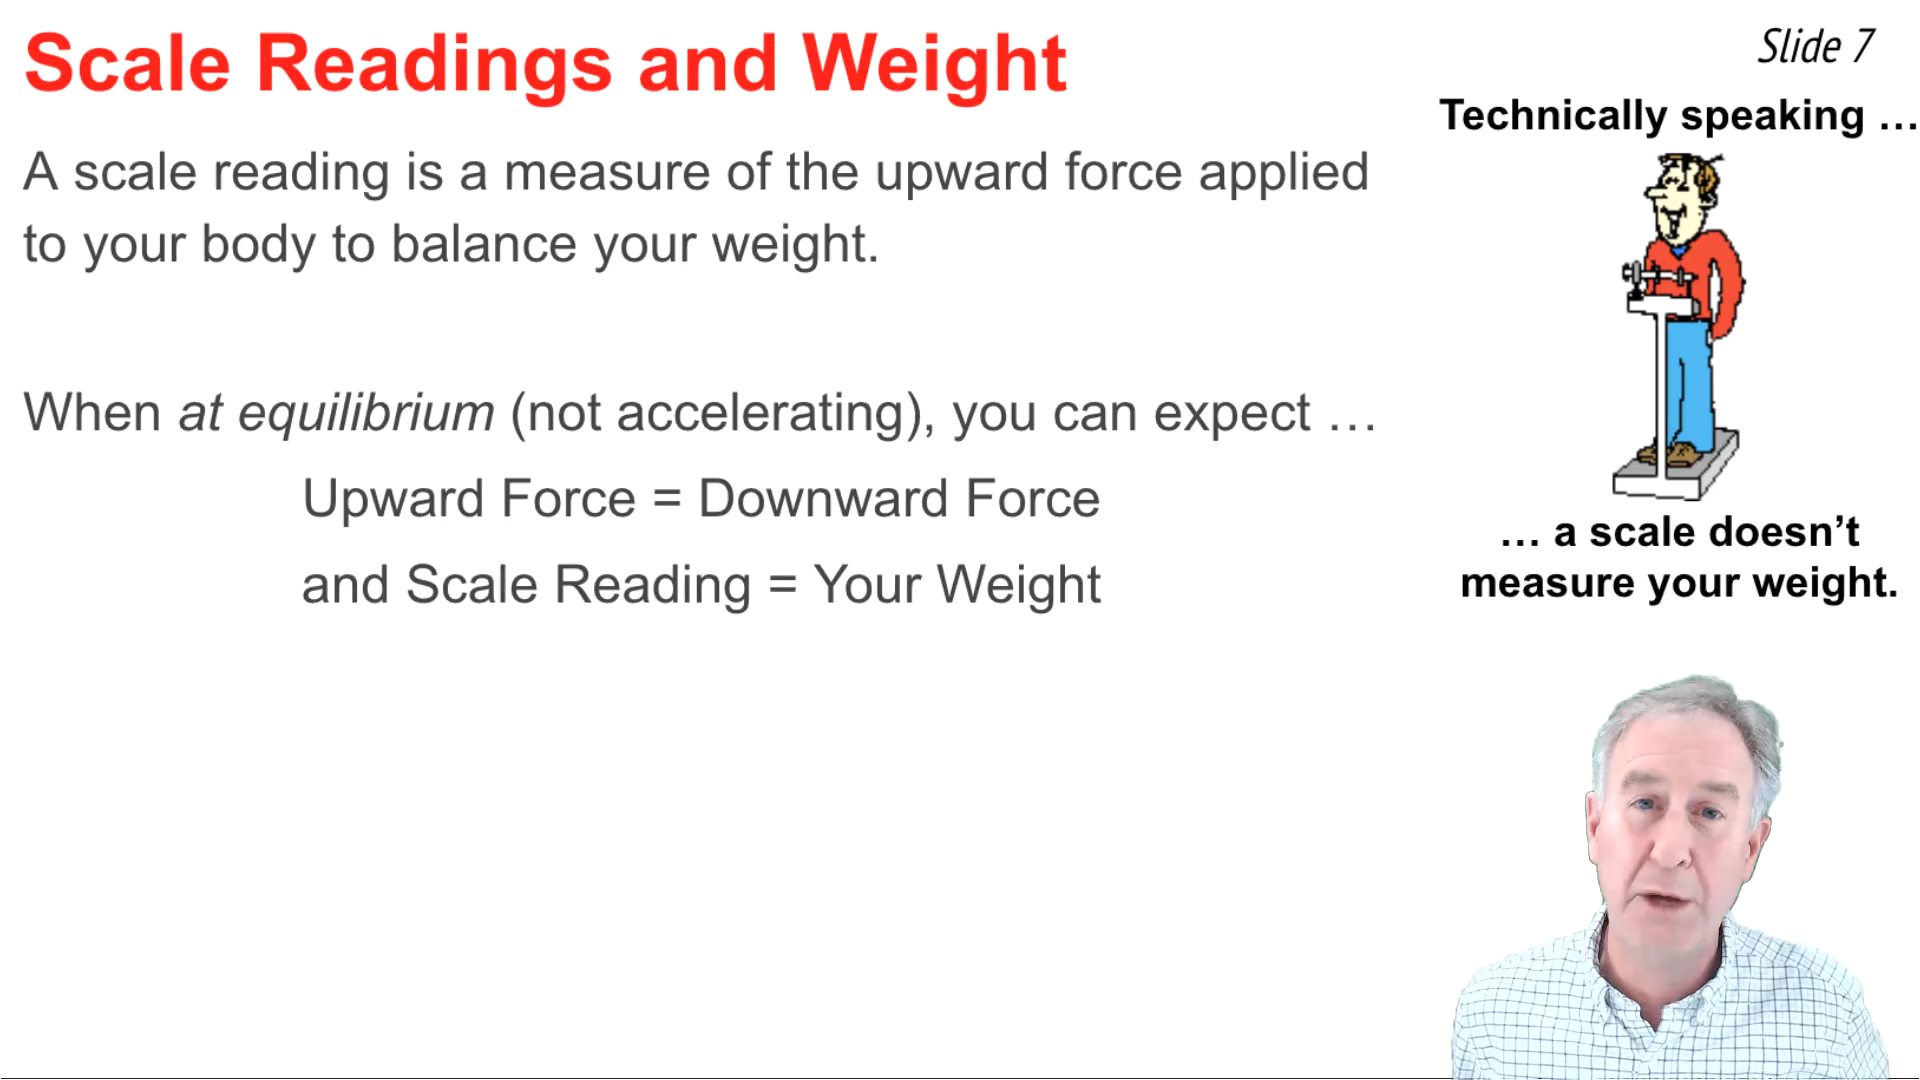 Scale Readings and Weight
Slide 7
A scale reading is a measure of the upward force applied
to your body to balance your weight.
When at equilibrium (not accelerating), you can expect …
Upward Force = Downward Force
and Scale Reading = Your Weight
Technically speaking …
… a scale doesn’t
measure your weight.